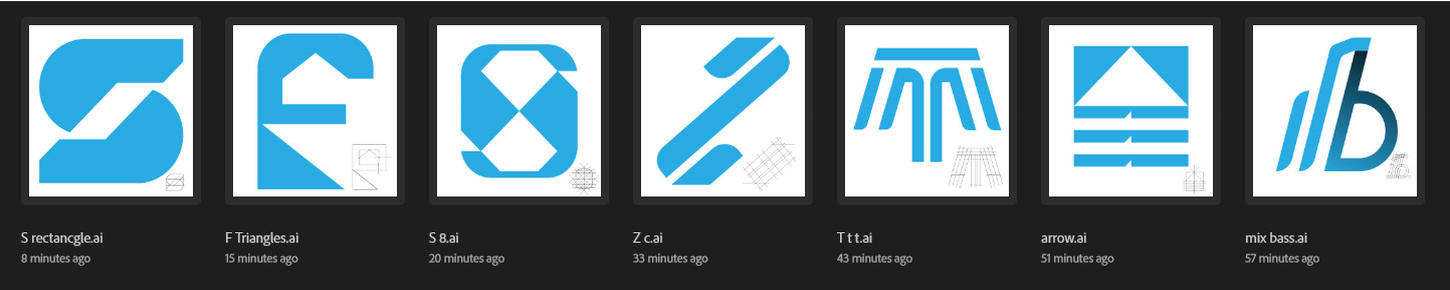 S rectancgle.ai
8 minutes ago
F Triangles.ai
15 minutes ago
S 8.ai
20 minutes ago
Z c.ai
33 minutes ago
T t t.ai
43 minutes ago
arrow.ai
51 minutes ago
mix bass.ai
57 minutes ago